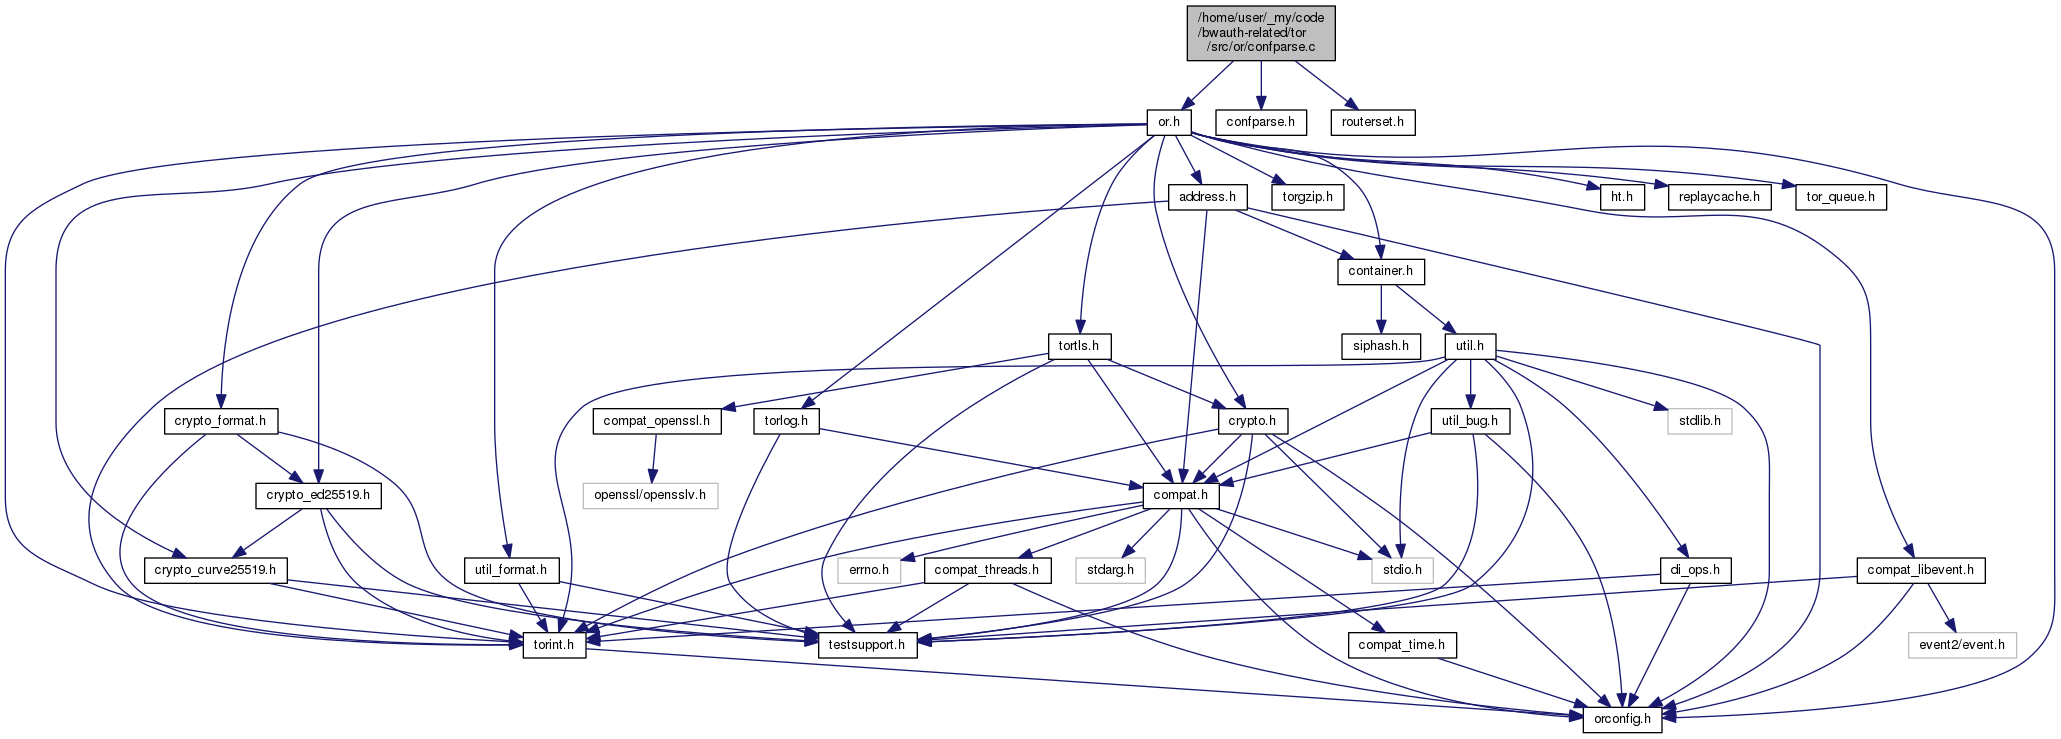 /home/user/_my/code
/bwauth-related/tor
/src/or/confparse.c
or.h
confparse.h
routerset.h
address.h
torgzip.h
ht.h
replaycache.h
tor_queue.h
container.h
tortls.h
siphash.h
util.h
crypto_format.h
compat_openssl.h
torlog.h
crypto.h
util_bug.h
stdlib.h
crypto_ed25519.h
openssl/opensslv.h
compat.h
crypto_curve25519.h
util_format.h
errno.h
compat_threads.h
stdarg.h
stdio.h
di_ops.h
compat_libevent.h
torint.h
testsupport.h
compat_time.h
event2/event.h
orconfig.h